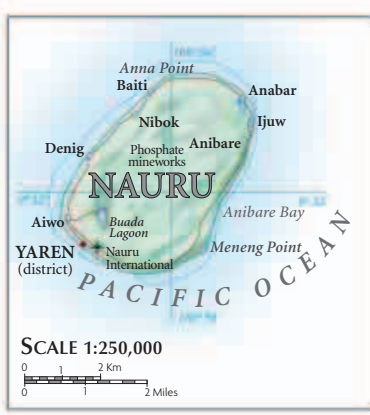 Anna Point
Baiti
Anabar
Nibok
Ijuw
Denig
Phosphate
mineworks
Anibare
NAURU
Aiwo
Buada
Lagoon
Anibare Bay
YAREN
(district)
Nauru
International
Meneng Point
PACIFIC OCEAN
SCALE 1:250,000
0 1 2 Km
0 1 2 Miles